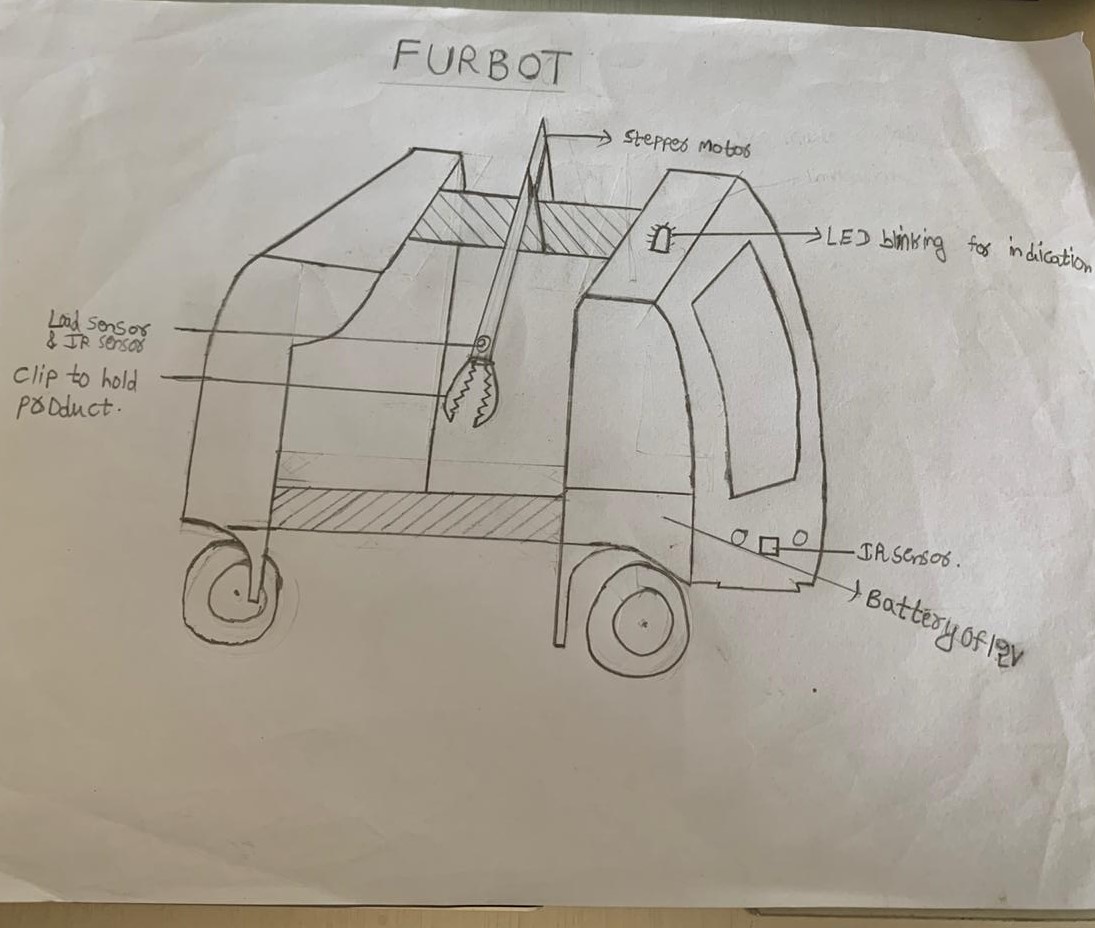 FURBOT
Stepper Motor
LED blinking for indication
Load sensor
& IR sensor
Clip to hold
product.
IR sensor.
Battery of 12V